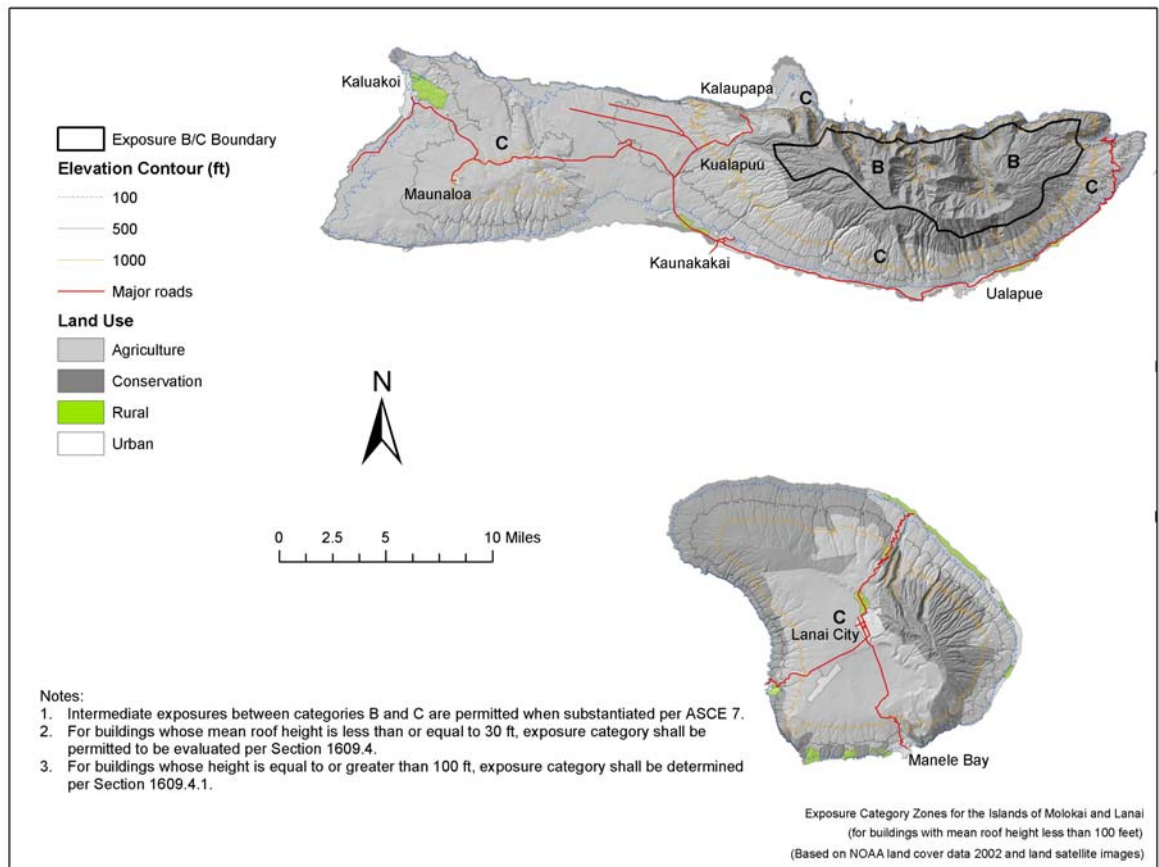 Kaluakoi
Kalaupapa
C
Exposure B/C Boundary
Elevation Contour (ft)
100
500
1000
Major roads
Land Use
Agriculture
Conservation
Rural
Urban
C
Kualapuu
B
B
C
Maunaloa
Kaunakakai
C
Ualapue
N
0 2.5 5 10 Miles
C
Lanai City
Manele Bay
Notes:
1. Intermediate exposures between categories B and C are permitted when substantiated per ASCE 7.
2. For buildings whose mean roof height is less than or equal to 30 ft, exposure category shall be
permitted to be evaluated per Section 1609.4.
3. For buildings whose height is equal to or greater than 100 ft, exposure category shall be determined
per Section 1609.4.1.
Exposure Category Zones for the Islands of Molokai and Lanai
(for buildings with mean roof height less than 100 feet)
(Based on NOAA land cover data 2002 and land satellite images)